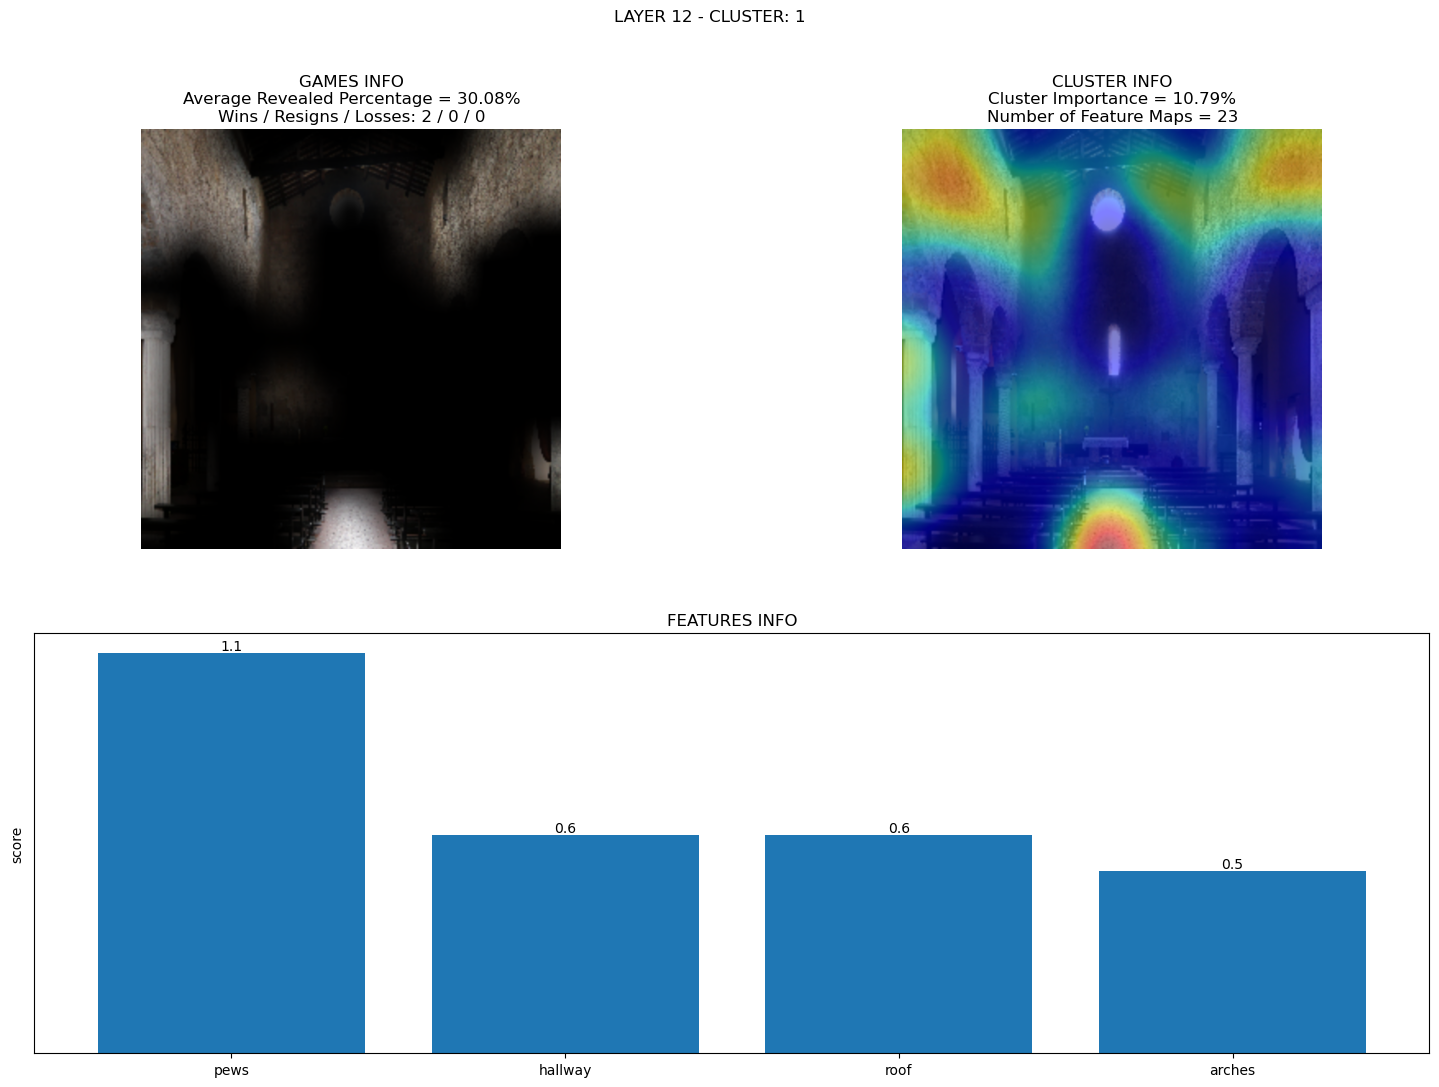 LAYER 12 - CLUSTER: 1
GAMES INFO
Average Revealed Percentage = 30.08%
Wins / Resigns / Losses: 2 / 0 / 0
CLUSTER INFO
Cluster Importance = 10.79%
Number of Feature Maps = 23
FEATURES INFO
score
1.1
0.6
0.6
0.5
pews
hallway
roof
arches